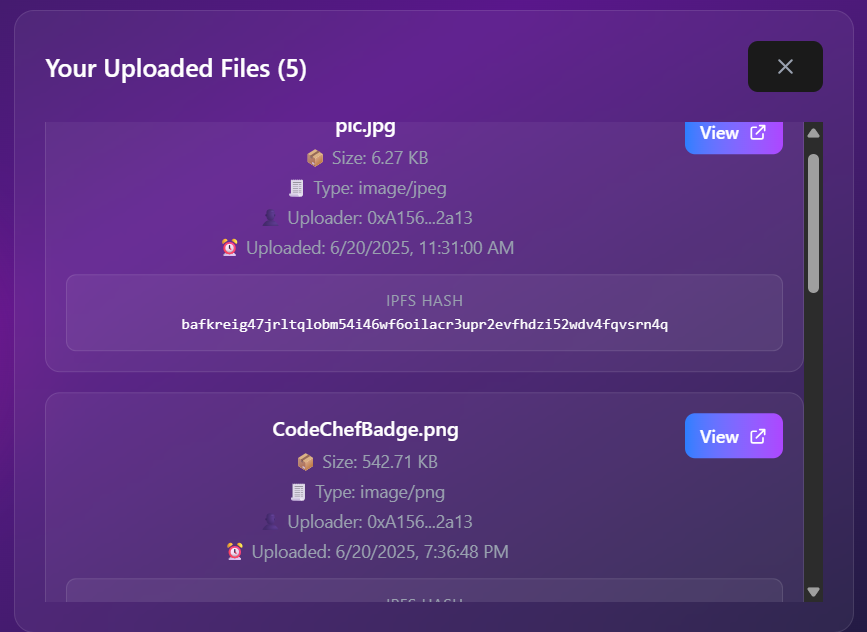 Your Uploaded Files (5)
pic.jpg
View
Size: 6.27 KB
Type: image/jpeg
Uploader: 0xA156...2a13
Uploaded: 6/20/2025, 11:31:00 AM
IPFS HASH
bafkreig47jrltqlobm54i46wf6oilacr3upr2evfhdzi52wdv4fqvsrn4q
CodeChefBadge.png
View
Size: 542.71 KB
Type: image/png
Uploader: 0xA156...2a13
Uploaded: 6/20/2025, 7:36:48 PM
IPFS HASH